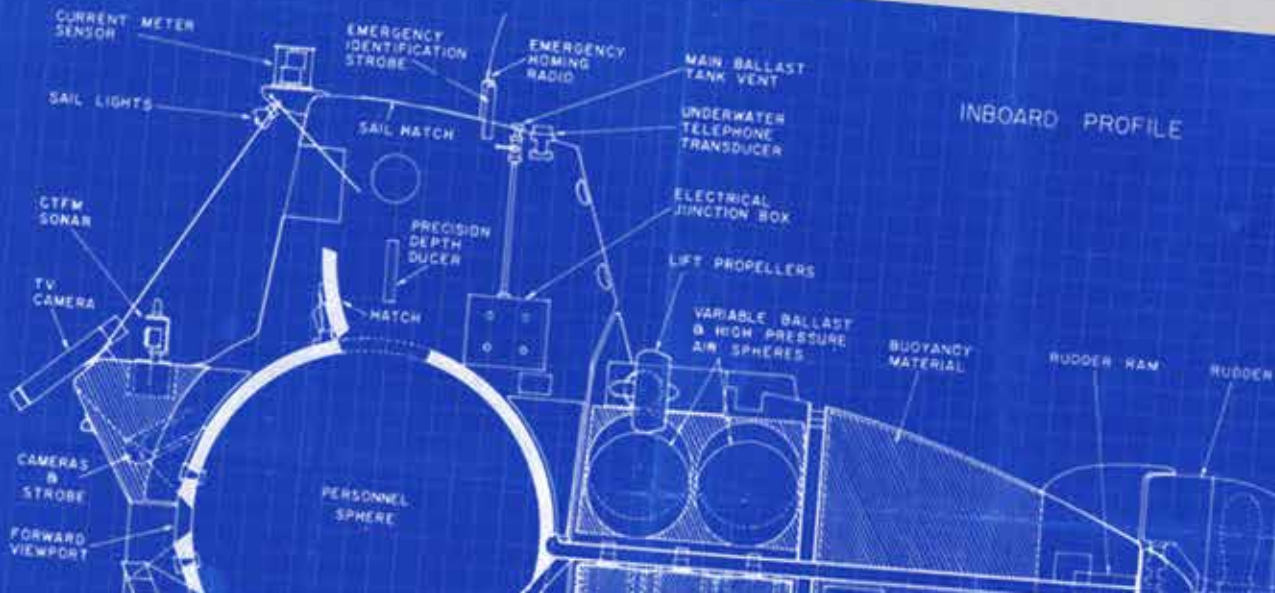 CURRENT METER
SENSOR
EMERGENCY
IDENTIFICATION
STROBE
EMERGENCY
HOMING
RADIO
MAIN BALLAST
TANK VENT
INBOARD PROFILE
SAIL LIGHTS
SAIL HATCH
UNDERWATER
TELEPHONE
TRANSDUCER
CTFM
SONAR
PRECISION
DEPTH
DUCER
ELECTRICAL
JUNCTION BOX
TV
CAMERA
HATCH
LIFT PROPELLERS
VARIABLE BALLAST
& HIGH PRESSURE
AIR SPHERES
BUOYANCY
MATERIAL
RUDDER RAM
RUDDER
CAMERAS
&
STROBE
PERSONNEL
SPHERE
FORWARD
VIEWPORT